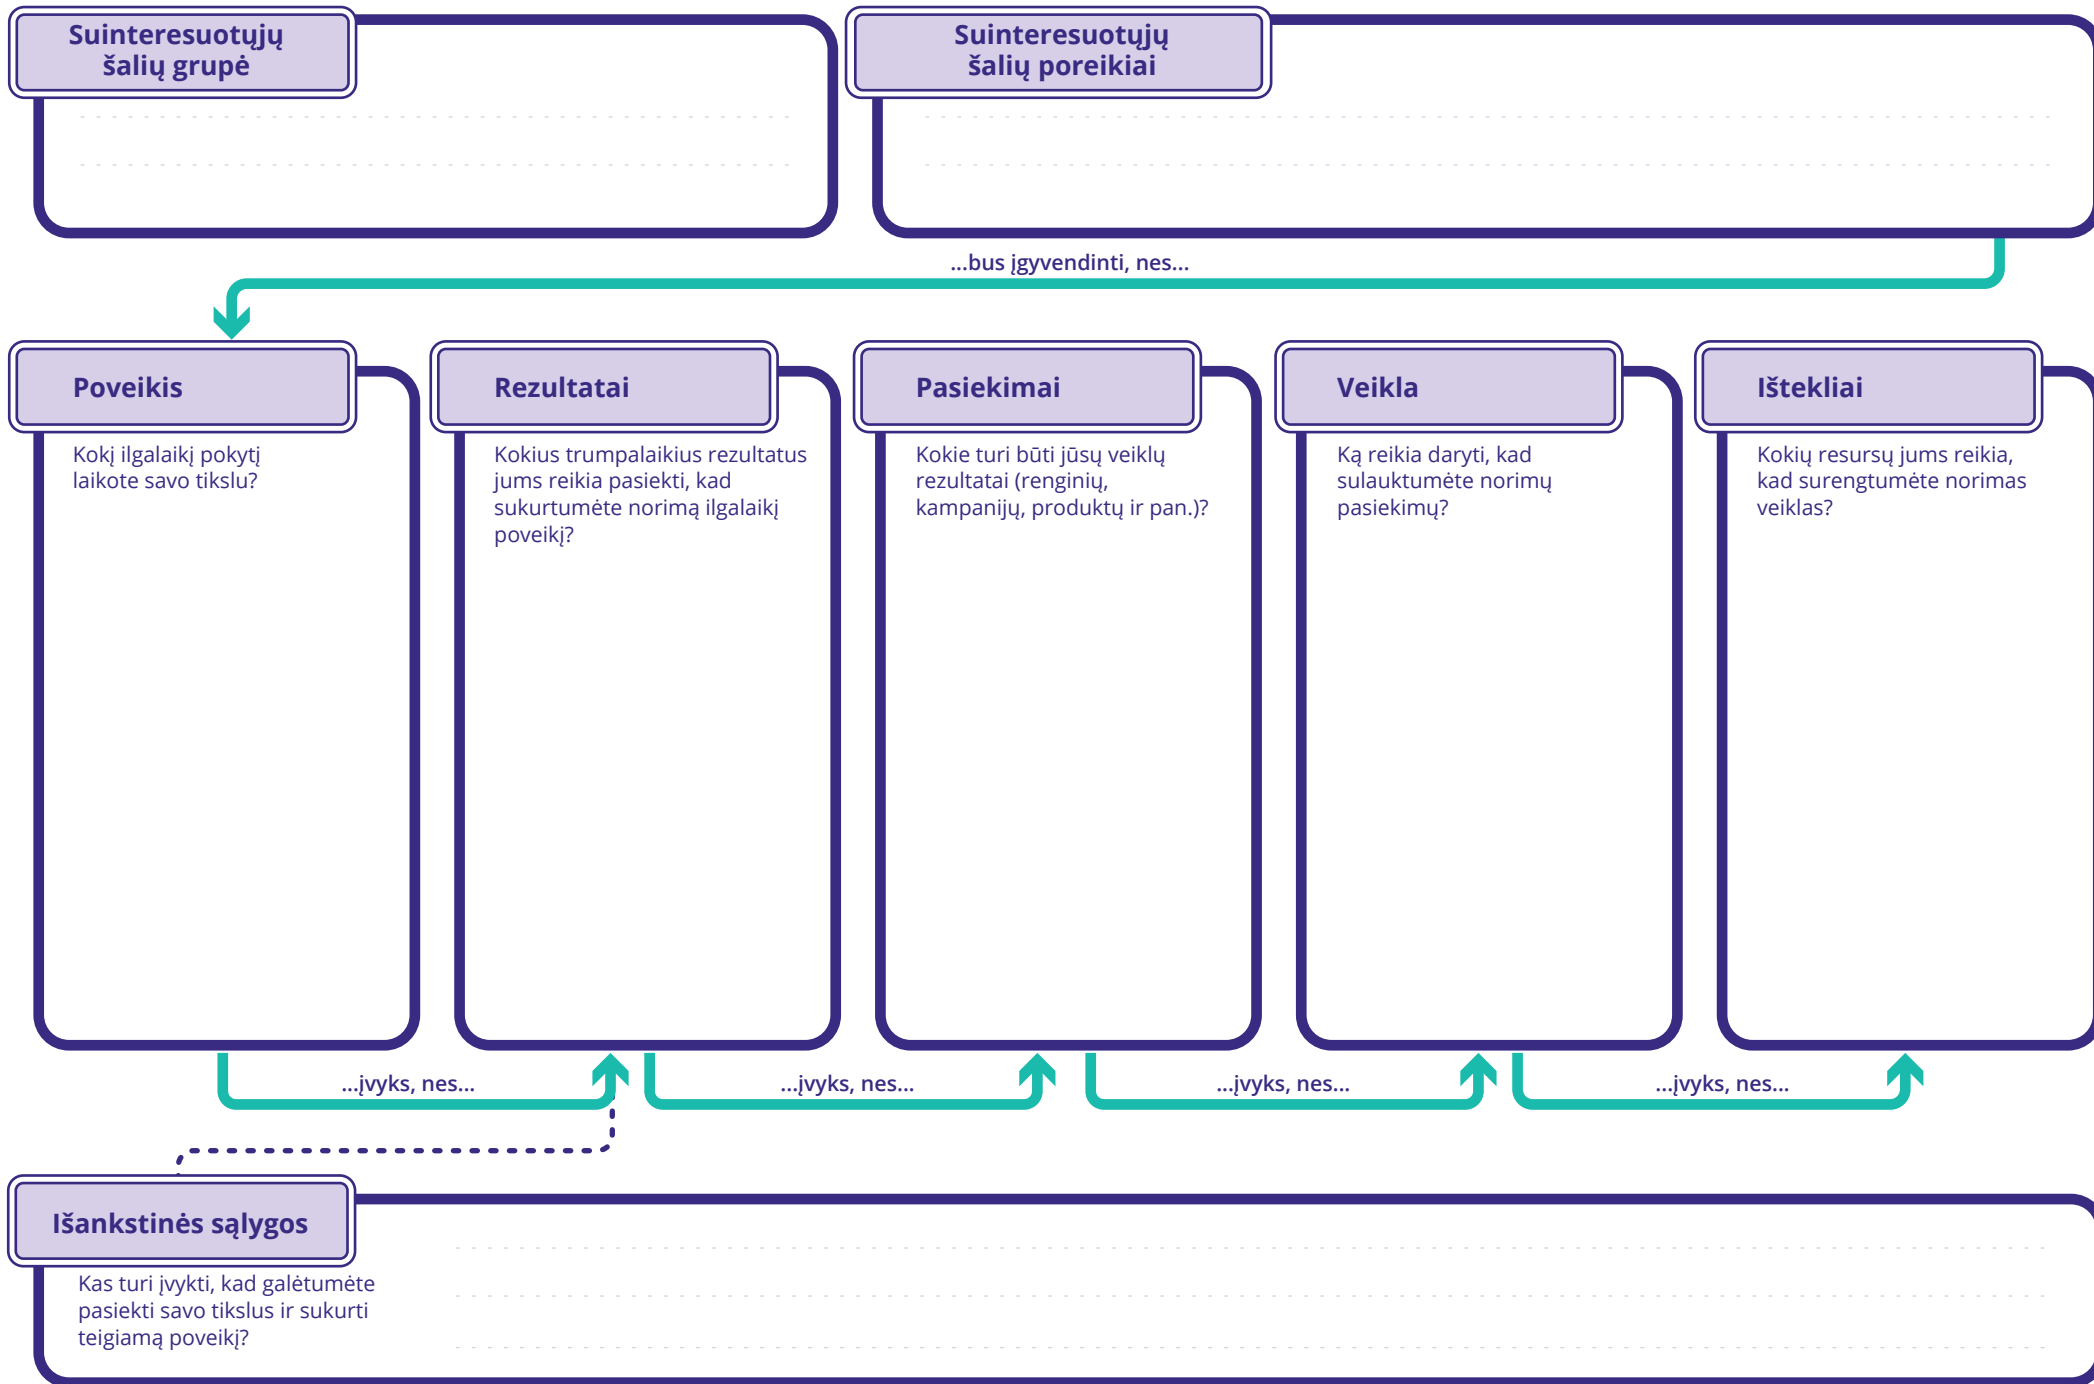 Suinteresuotųjų
šalių grupė
Suinteresuotųjų
šalių poreikiai
...bus įgyvendinti, nes...
Poveikis
Kokį ilgalaikį pokytį
laikote savo tikslu?
Rezultatai
Kokius trumpalaikius rezultatus
jums reikia pasiekti, kad
sukurtumėte norimą ilgalaikį
poveikį?
Pasiekimai
Kokie turi būti jūsų veiklų
rezultatai (renginių,
kampanijų, produktų ir pan.)?
Veikla
Ką reikia daryti, kad
sulauktumėte norimų
pasiekimų?
Ištekliai
Kokių resursų jums reikia,
kad surengtumėte norimas
veiklas?
...įvyks, nes...
...įvyks, nes...
...įvyks, nes...
...įvyks, nes...
Išankstinės sąlygos
Kas turi įvykti, kad galėtumėte
pasiekti savo tikslus ir sukurti
teigiamą poveikį?